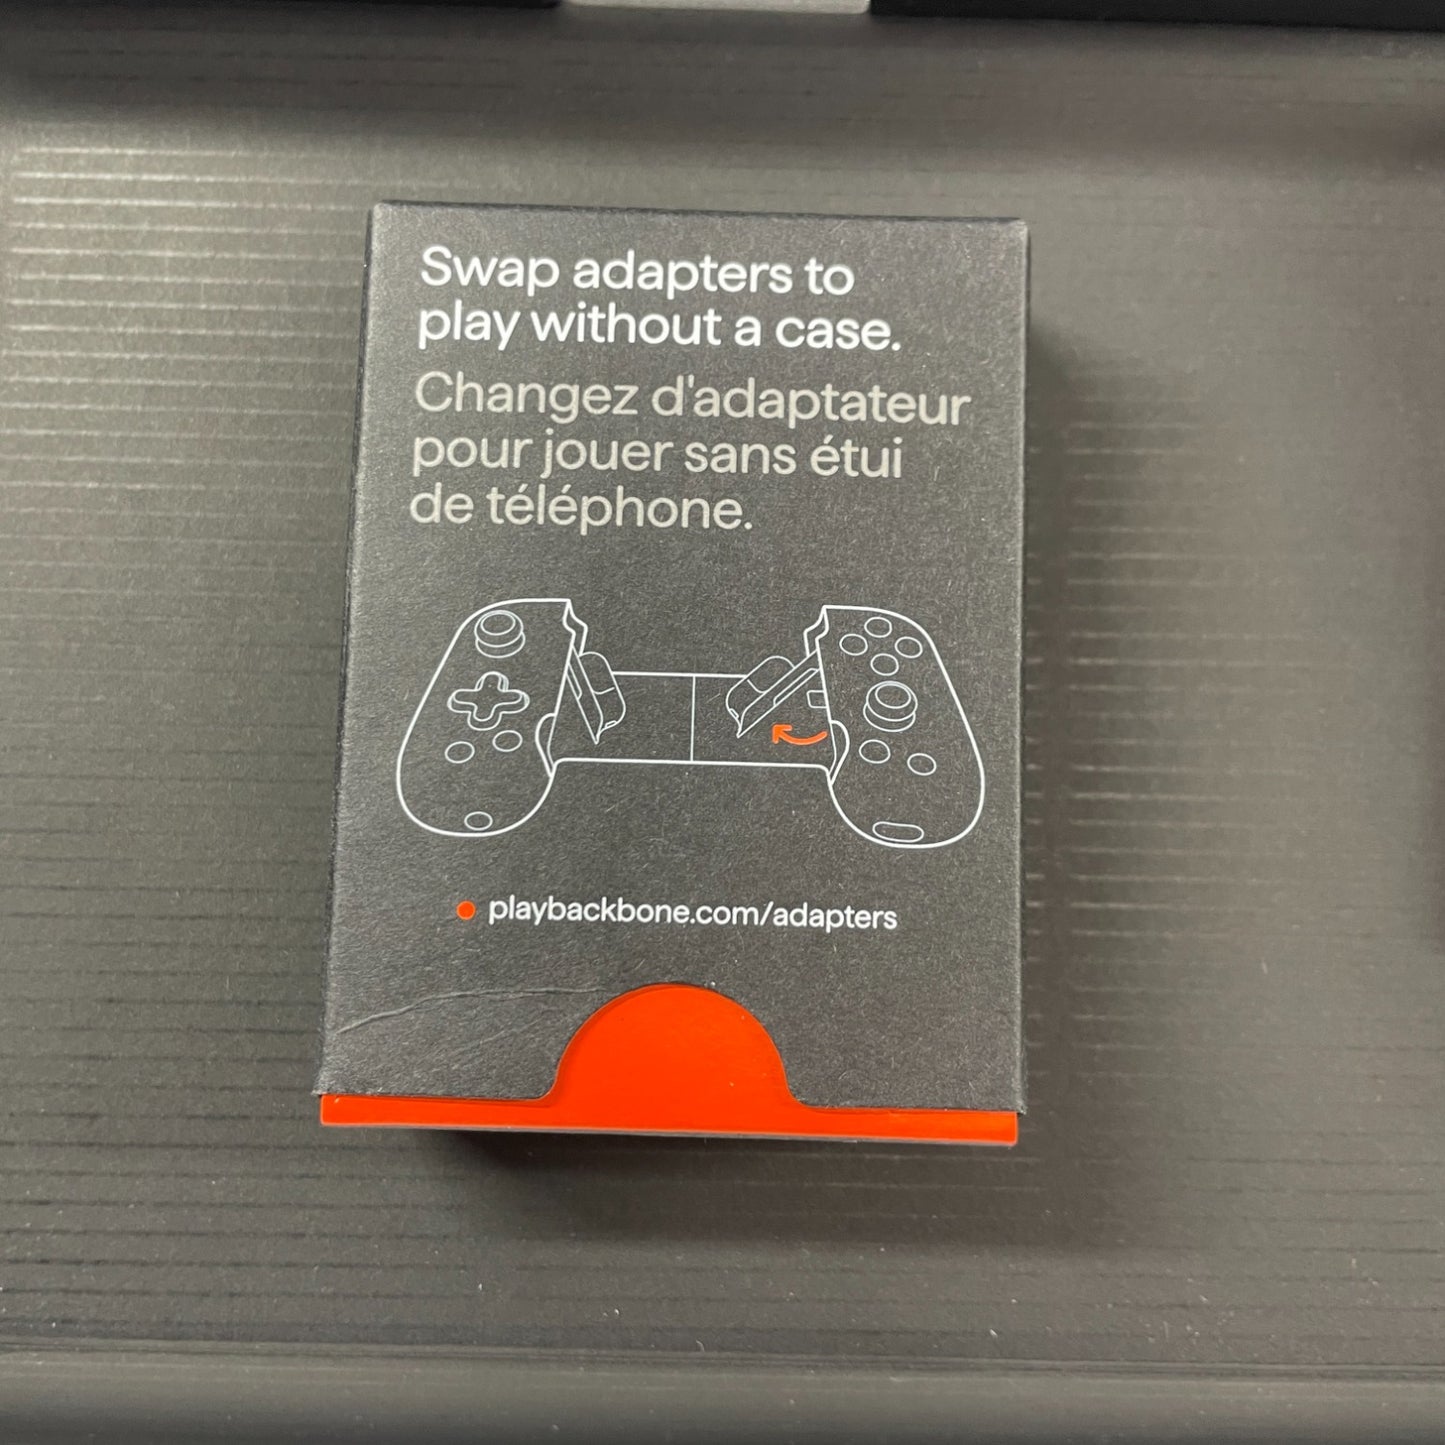 Swap adapters to
play without a case.
Changez d'adaptateur
pour jouer sans étui
de téléphone.
playbackbone.com/adapters